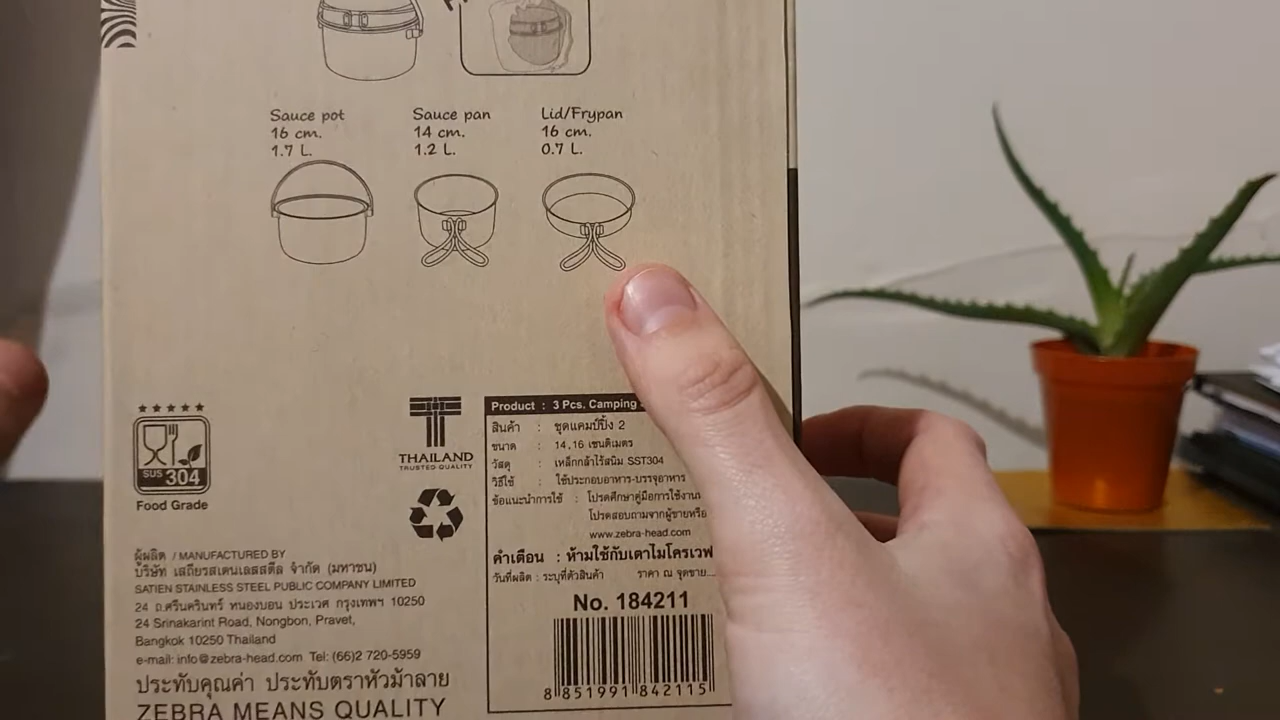 Sauce pot
16 cm.
1.7 L.
Sauce pan
14 cm.
1.2 L.
Lid/Frypan
16 cm.
0.7 L.
SUS 304
Food Grade
THAILAND
TRUSTED QUALITY
ผู้ผลิต / MANUFACTURED BY
บริษัท เสถียรสเตนเลสสตีล จำกัด (มหาชน)
SATIEN STAINLESS STEEL PUBLIC COMPANY LIMITED
24 ถ.ศรีนครินทร์ หนองบอน ประเวศ กรุงเทพฯ 10250
24 Srinakarint Road, Nongbon, Pravet,
Bangkok 10250 Thailand
e-mail: info@zebra-head.com Tel: (66)2 720-5959
ประทับคุณค่า ประทับตราหัวม้าลาย
ZEBRA MEANS QUALITY
Product : 3 Pcs. Camping
สินค้า : ชุดแคมป์ปิ้ง 2
ขนาด : 14,16 เซนติเมตร
วัสดุ : เหล็กกล้าไร้สนิม SST304
วิธีใช้ : ใช้ประกอบอาหาร-บรรจุอาหาร
ข้อแนะนำการใช้ : โปรดศึกษาคู่มือการใช้งาน
โปรดสอบถามจากผู้ขายหรือ
www.zebra-head.com
คำเตือน : ห้ามใช้กับเตาไมโครเวฟ
วันที่ผลิต : ระบุที่ตัวสินค้า ราคา ณ จุดขาย...
No. 184211
8 851991 842115